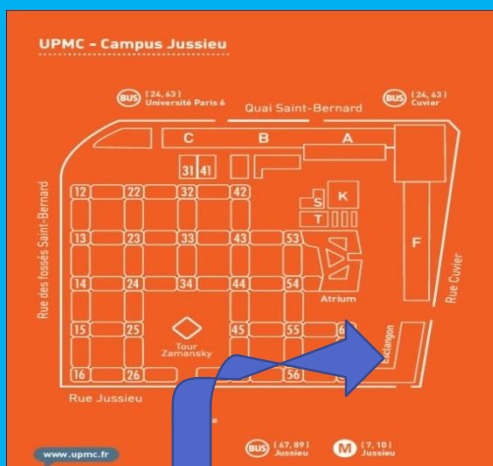 UPMC - Campus Jussieu
BUS [24, 63]
Université Paris 6
Quai Saint-Bernard
BUS [24, 63]
Cuvier
C B A
31 41
12 22 32 42
S K
T
Rue des fossés Saint-Bernard
13 23 33 43 53
F
Rue Cuvier
14 24 34 44 54
Atrium
15 25 45 55
Tour
Zamansky
Esclangon
16 26 56
Rue Jussieu
www.upmc.fr
BUS [67, 89]
Jussieu
M [7, 10]
Jussieu